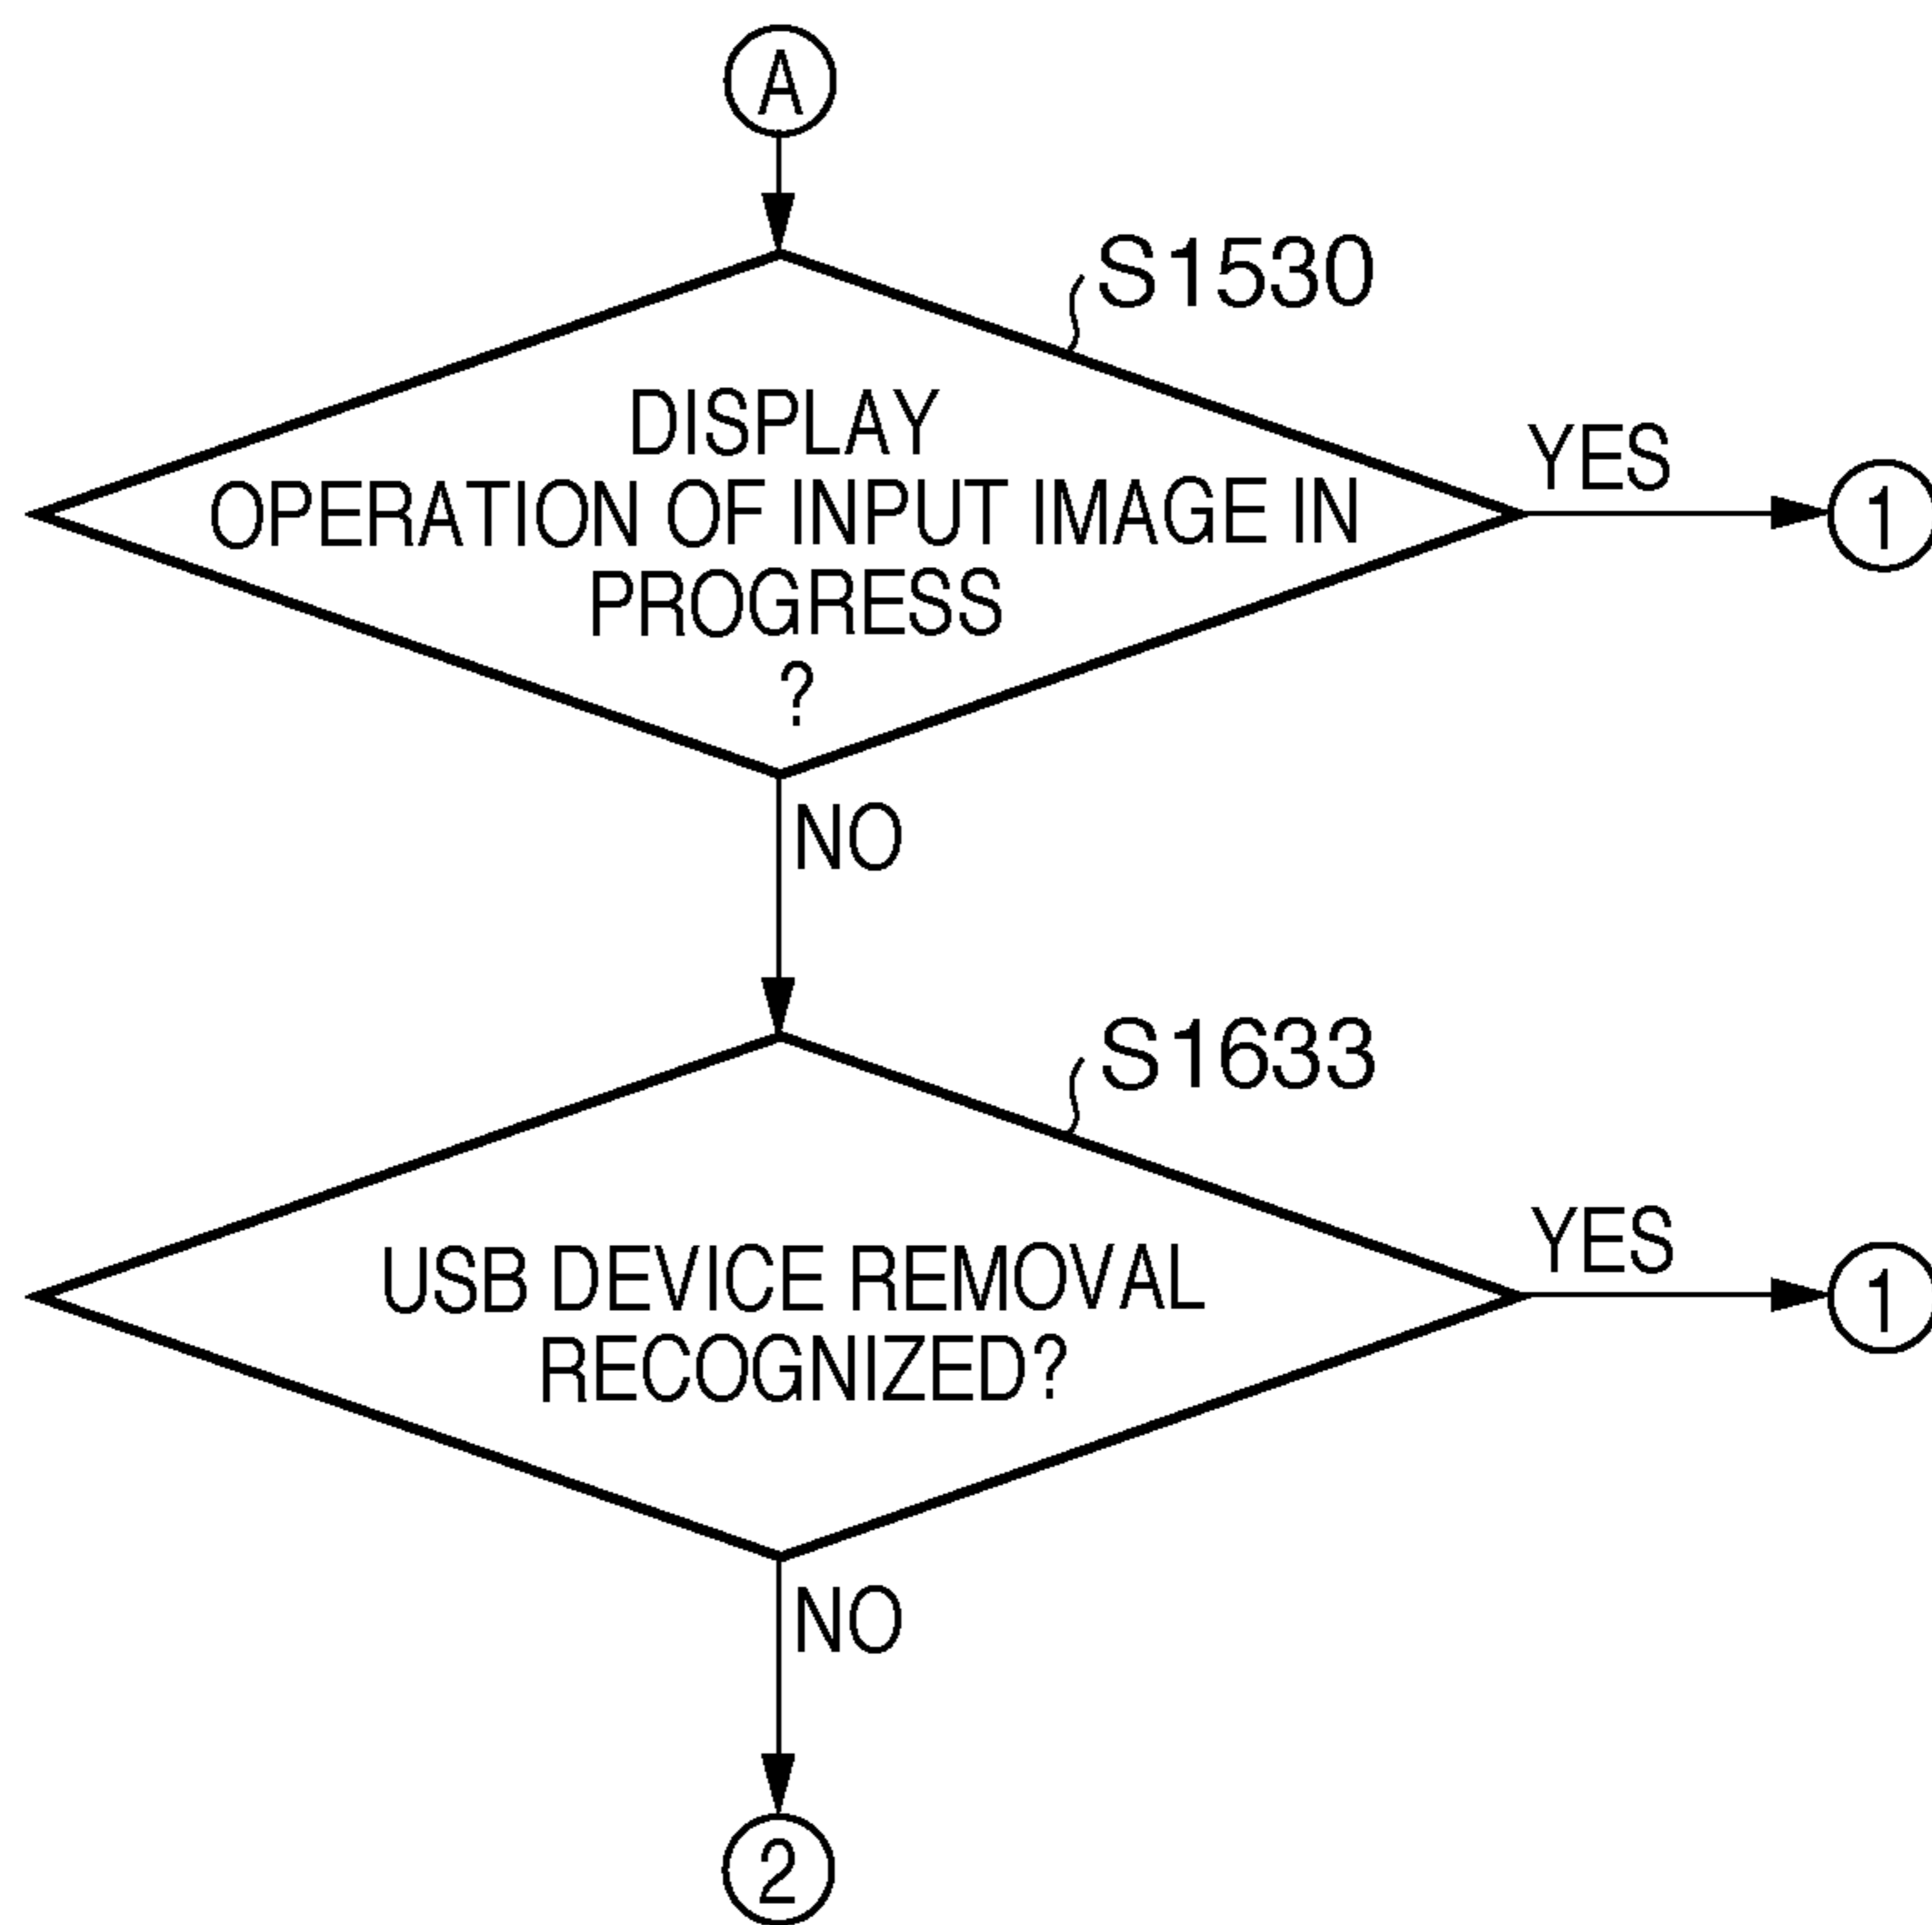 A
S1530
DISPLAY
OPERATION OF INPUT IMAGE IN
PROGRESS
?
YES
1
NO
S1633
USB DEVICE REMOVAL
RECOGNIZED?
YES
1
NO
2